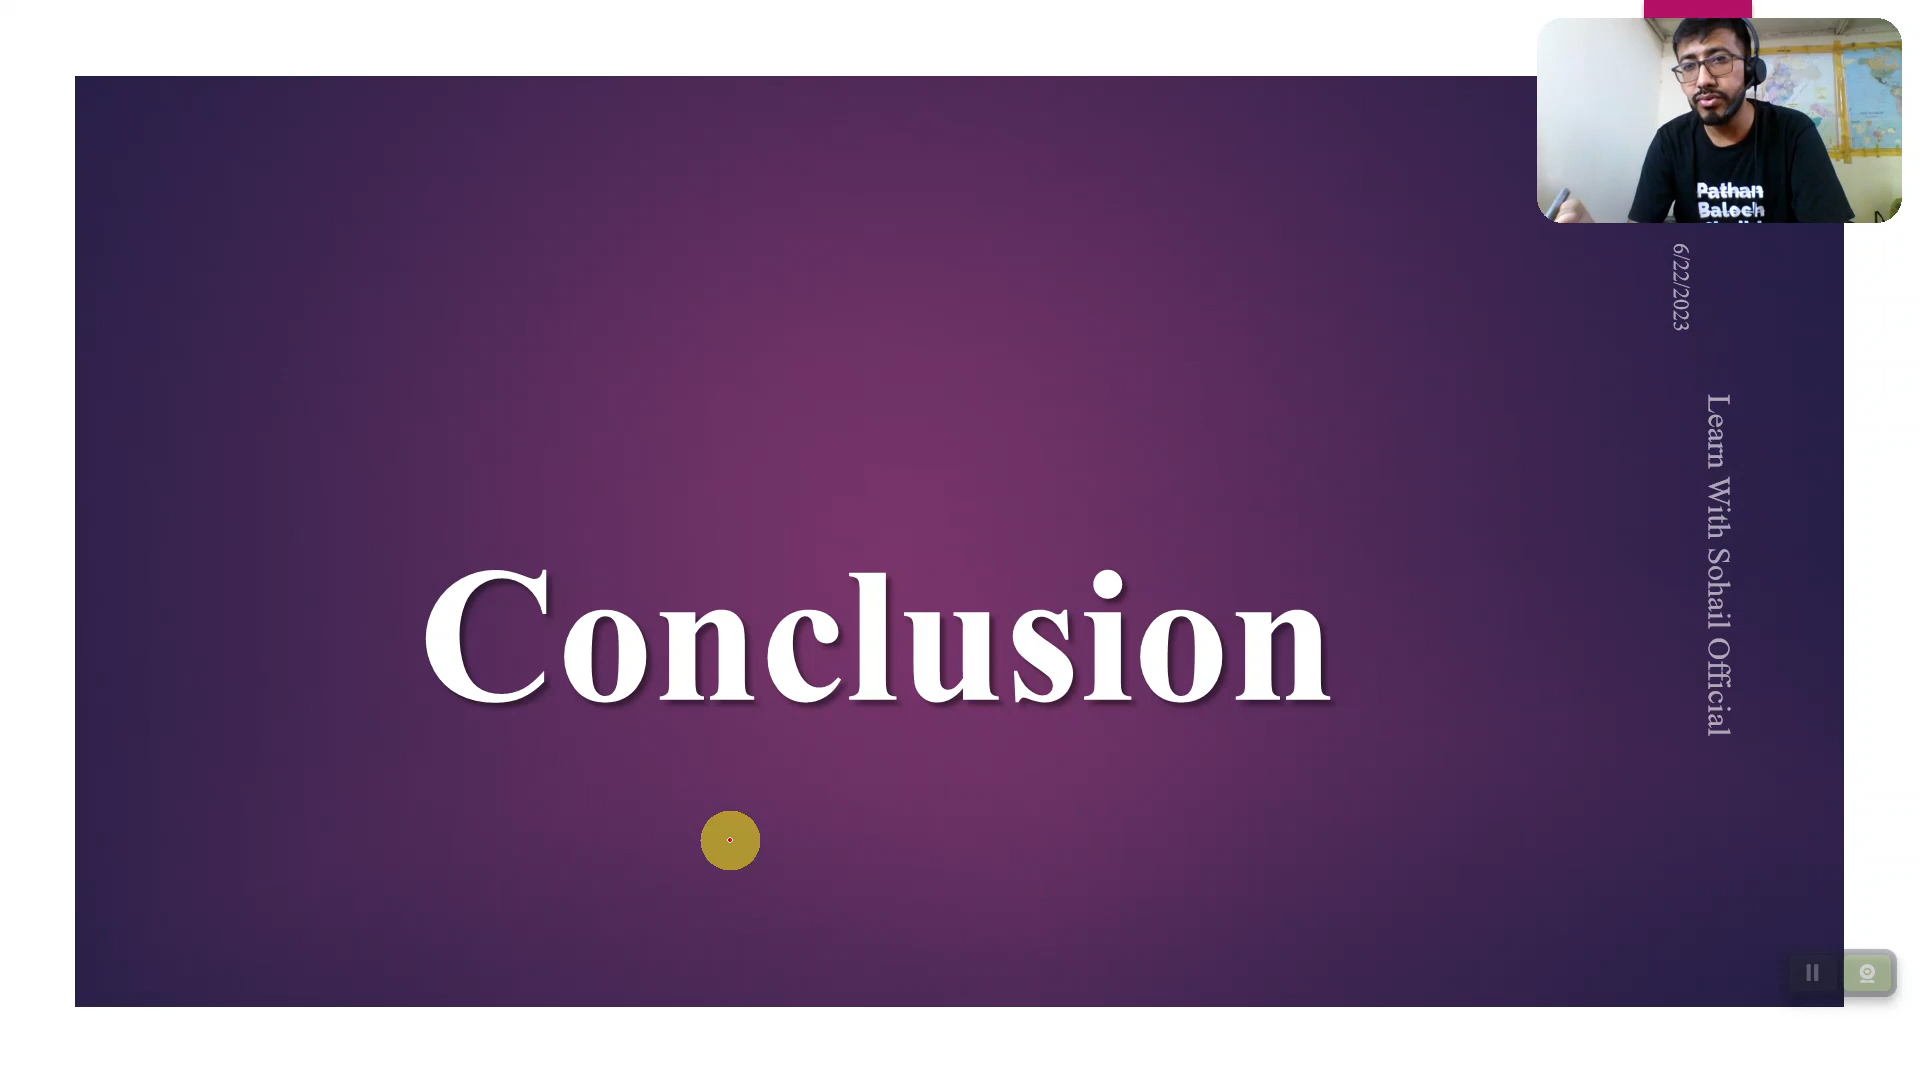 Pathan
Baloch
6/22/2023
Learn With Sohail Official
Conclusion